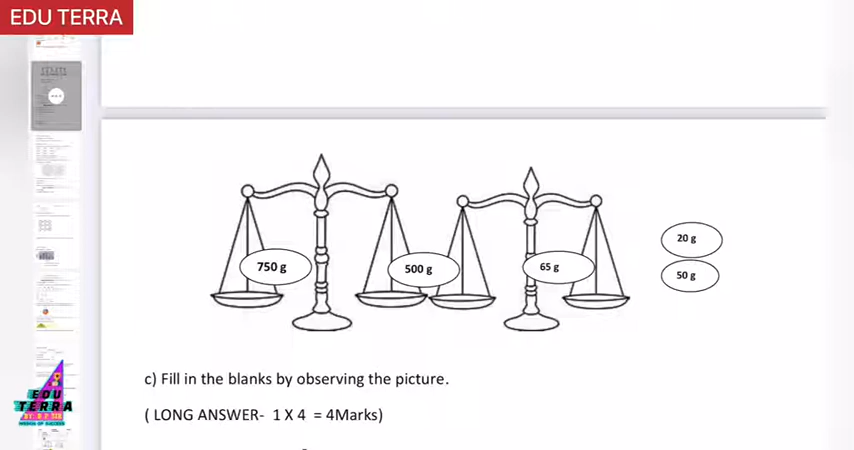 EDU TERRA
20 g
750 g
500 g
65 g
50 g
c) Fill in the blanks by observing the picture.
( LONG ANSWER- 1 X 4 = 4Marks)
EDU
TERRA